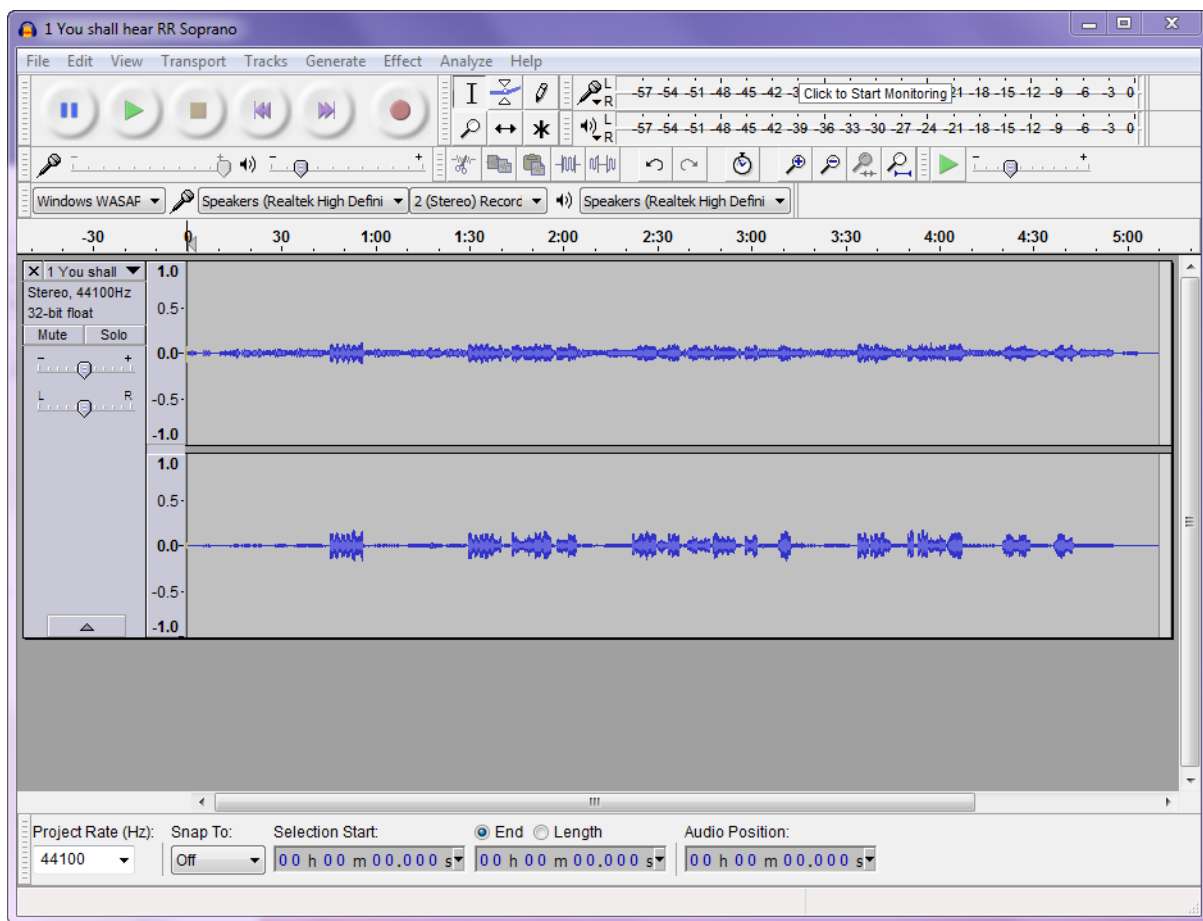 1 You shall hear RR Soprano
File Edit View Transport Tracks Generate Effect Analyze Help
L
R
-57 -54 -51 -48 -45 -42 -3 Click to Start Monitoring 21 -18 -15 -12 -9 -6 -3 0
L
R
-57 -54 -51 -48 -45 -42 -39 -36 -33 -30 -27 -24 -21 -18 -15 -12 -9 -6 -3 0
- + - + - +
Windows WASAP Speakers (Realtek High Defini 2 (Stereo) Record Speakers (Realtek High Defini
-30 0 30 1:00 1:30 2:00 2:30 3:00 3:30 4:00 4:30 5:00
X 1 You shall 1.0
Stereo, 44100Hz
32-bit float 0.5
Mute Solo
- + 0.0
L R -0.5
-1.0
1.0
0.5
0.0
-0.5
-1.0
Project Rate (Hz): Snap To: Selection Start: End Length Audio Position:
44100 Off 00 h 00 m 00.000 s 00 h 00 m 00.000 s 00 h 00 m 00.000 s